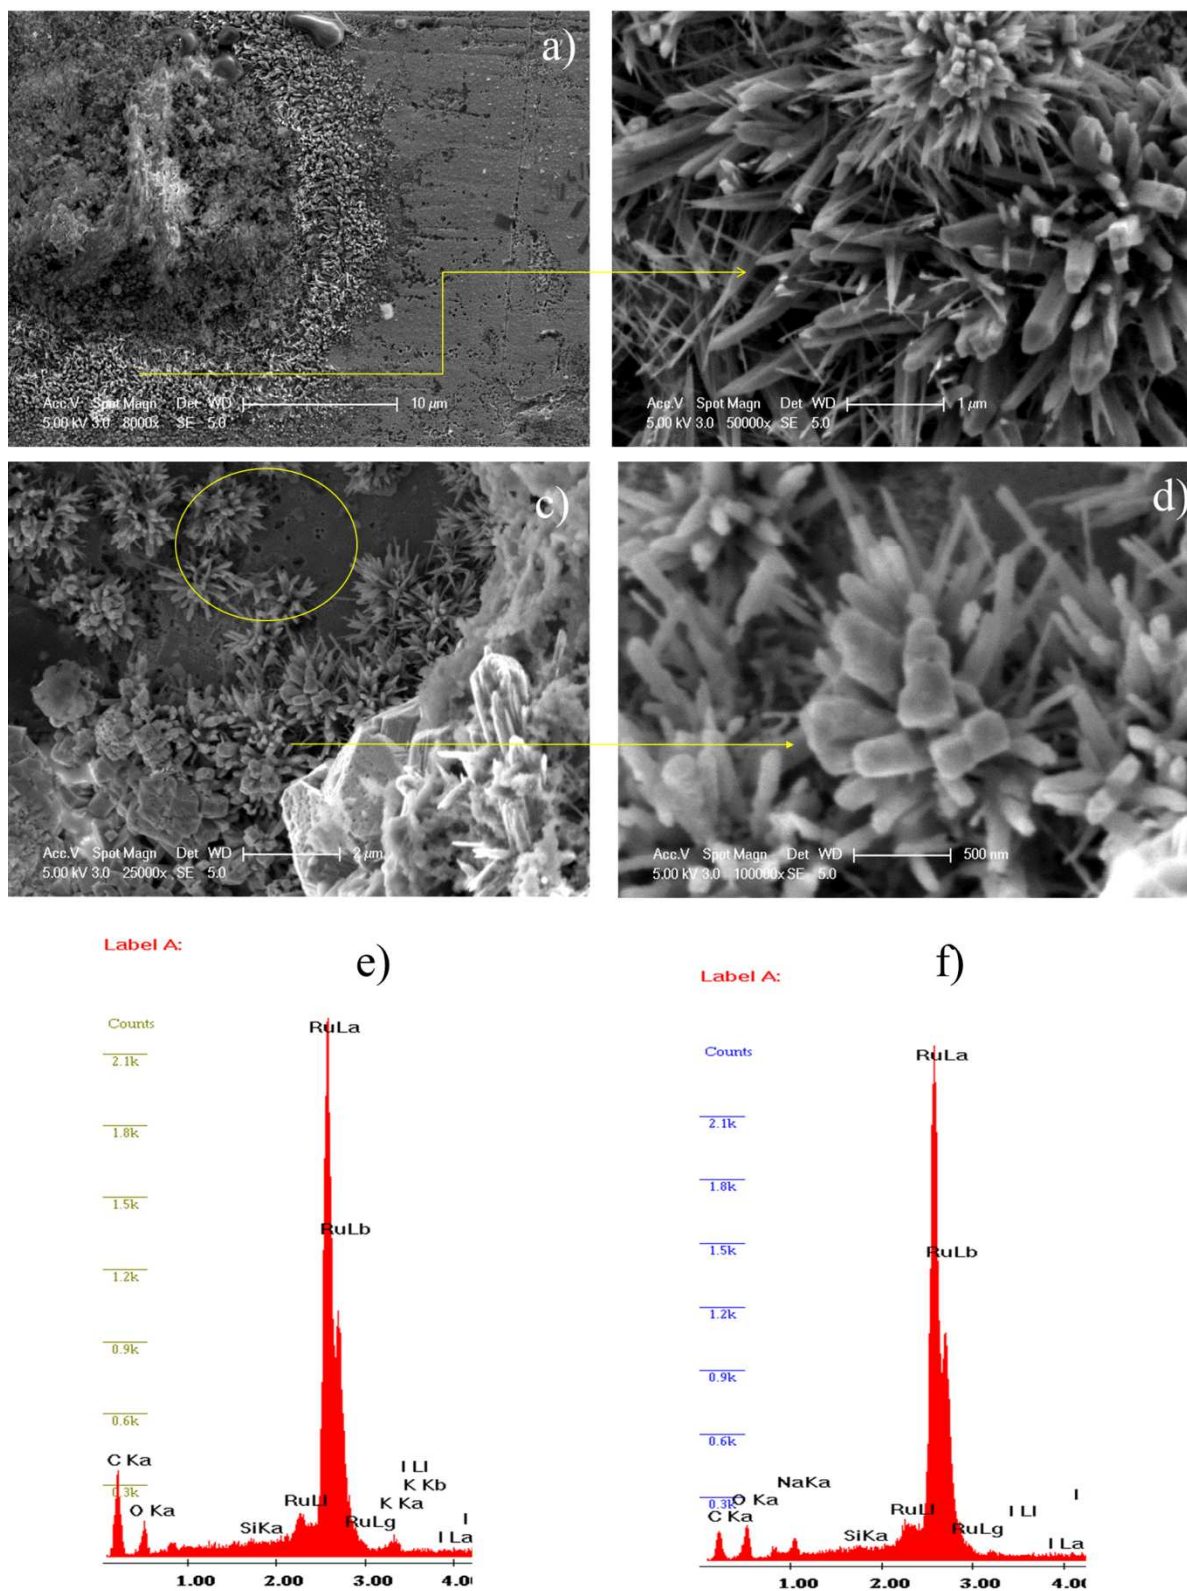 a)
Acc.V Spot Magn Det WD 10 µm
5.00 kV 3.0 8000x SE 5.0
Acc.V Spot Magn Det WD 1 µm
5.00 kV 3.0 50000x SE 5.0
c)
Acc.V Spot Magn Det WD 2 µm
5.00 kV 3.0 25000x SE 5.0
d)
Acc.V Spot Magn Det WD 500 nm
5.00 kV 3.0 100000x SE 5.0
Label A:
e)
Counts
RuLa
2.1k
1.8k
1.5k
RuLb
1.2k
0.9k
0.6k
C Ka
I Ll
0.3k
K Kb
RuLl
K Ka
O Ka
SiKa
RuLg
I
I La
1.00 2.00 3.00 4.00
Label A:
f)
Counts
RuLa
2.1k
1.8k
1.5k
RuLb
1.2k
0.9k
0.6k
NaKa
I
0.3k
O Ka
C Ka
RuLl
I Ll
SiKa
RuLg
I La
1.00 2.00 3.00